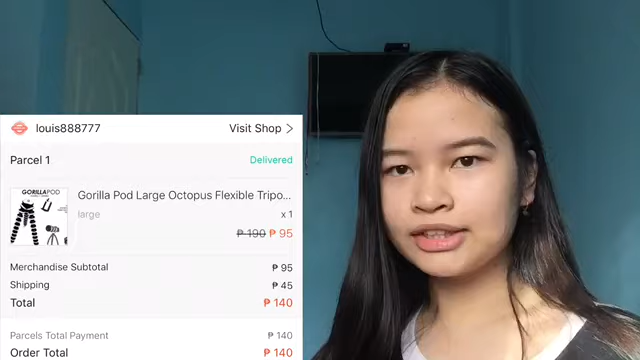 louis888777
Visit Shop >
Parcel 1
Delivered
GORILLAPOD
Gorilla Pod Large Octopus Flexible Tripo...
large
x 1
₱ 190 ₱ 95
Merchandise Subtotal
₱ 95
Shipping
₱ 45
Total
₱ 140
Parcels Total Payment
₱ 140
Order Total
₱ 140